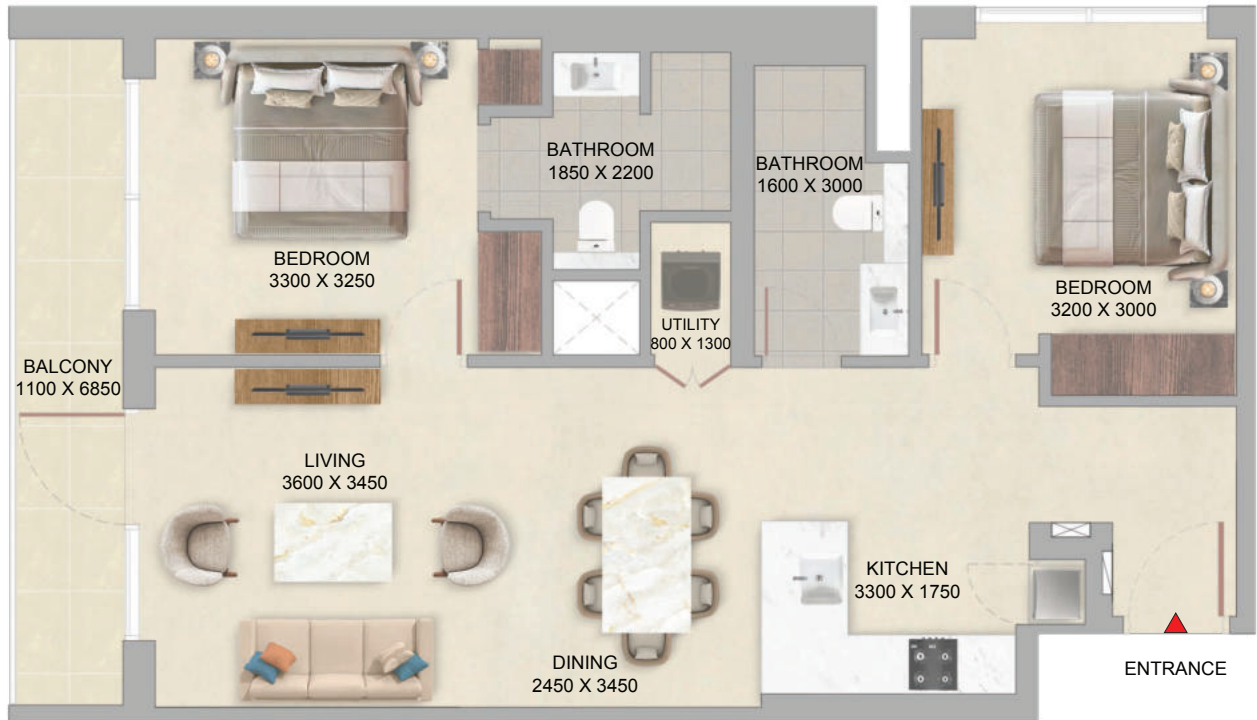 BATHROOM
1850 X 2200
BATHROOM
1600 X 3000
BEDROOM
3300 X 3250
BEDROOM
3200 X 3000
UTILITY
800 X 1300
BALCONY
1100 X 6850
LIVING
3600 X 3450
KITCHEN
3300 X 1750
DINING
2450 X 3450
ENTRANCE